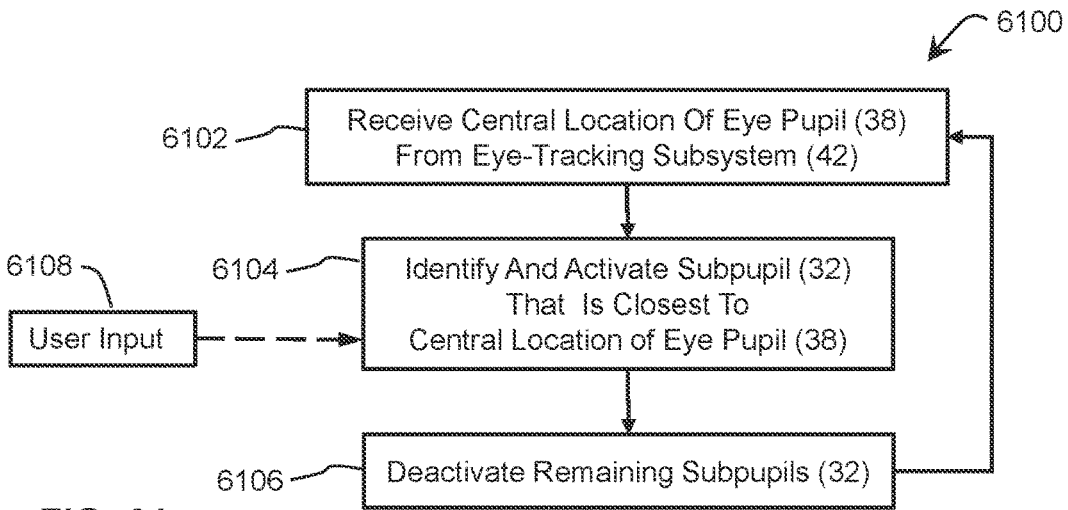 6100
6102
Receive Central Location Of Eye Pupil (38)
From Eye-Tracking Subsystem (42)
6108
6104
Identify And Activate Subpupil (32)
That Is Closest To
Central Location of Eye Pupil (38)
User Input
6106
Deactivate Remaining Subpupils (32)